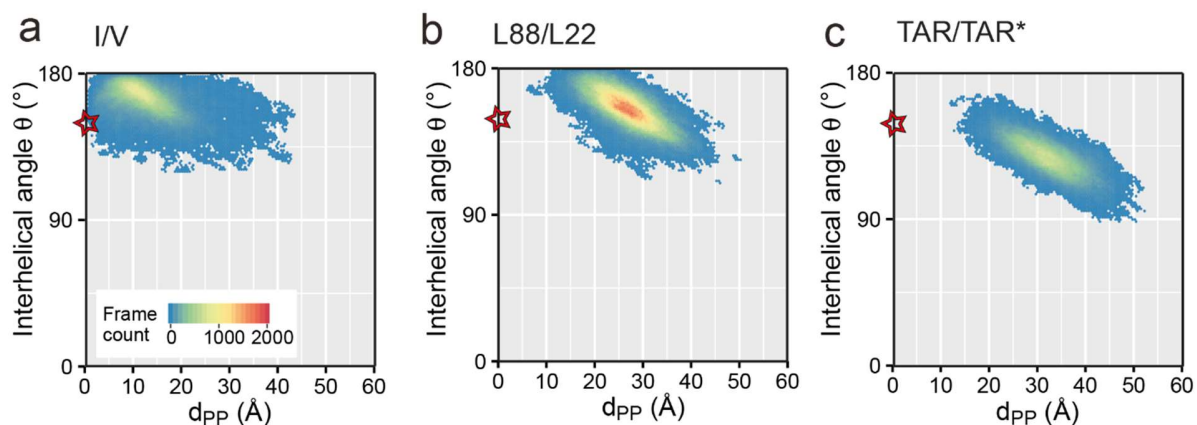 a I/V
b L88/L22
c TAR/TAR*
Interhelical angle θ (°)
180
90
0
Frame count
0 1000 2000
0 10 20 30 40 50 60
dPP (Å)
Interhelical angle θ (°)
180
90
0
0 10 20 30 40 50 60
dPP (Å)
Interhelical angle θ (°)
180
90
0
0 10 20 30 40 50 60
dPP (Å)